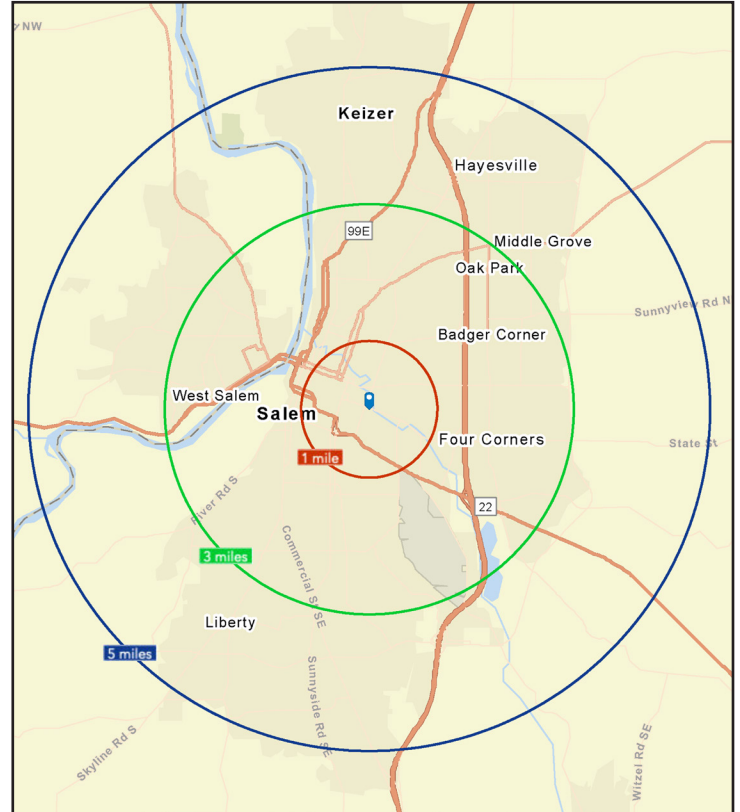 NW
Keizer
Hayesville
99E
Middle Grove
Oak Park
Sunnyview Rd N
Badger Corner
West Salem
Salem
Four Corners
State St
1 mile
River Rd S
22
Commercial St SE
3 miles
Liberty
5 miles
Sunnyside Rd SE
Skyline Rd S
Witzel Rd SE